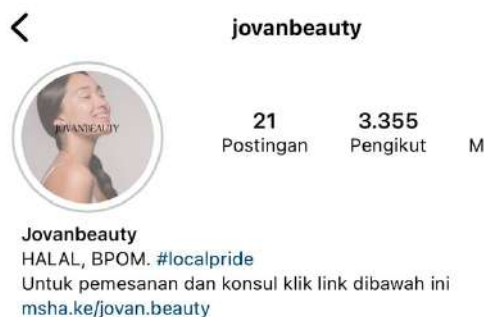 jovanbeauty
JOVANBEAUTY
21
3.355
Postingan
Pengikut
M
Jovanbeauty
HALAL, BPOM. #localpride
Untuk pemesanan dan konsul klik link dibawah ini
msha.ke/jovan.beauty